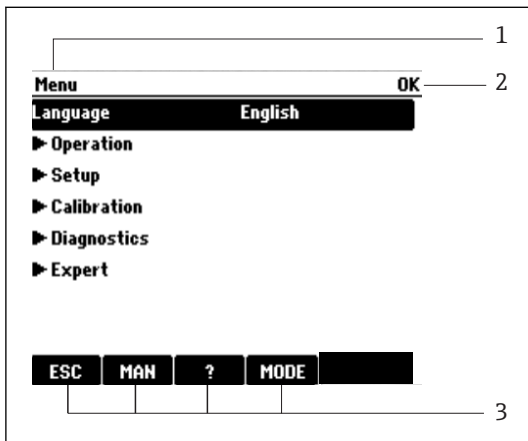 1
Menu OK 2
Language English
Operation
Setup
Calibration
Diagnostics
Expert
ESC MAN ? MODE
3